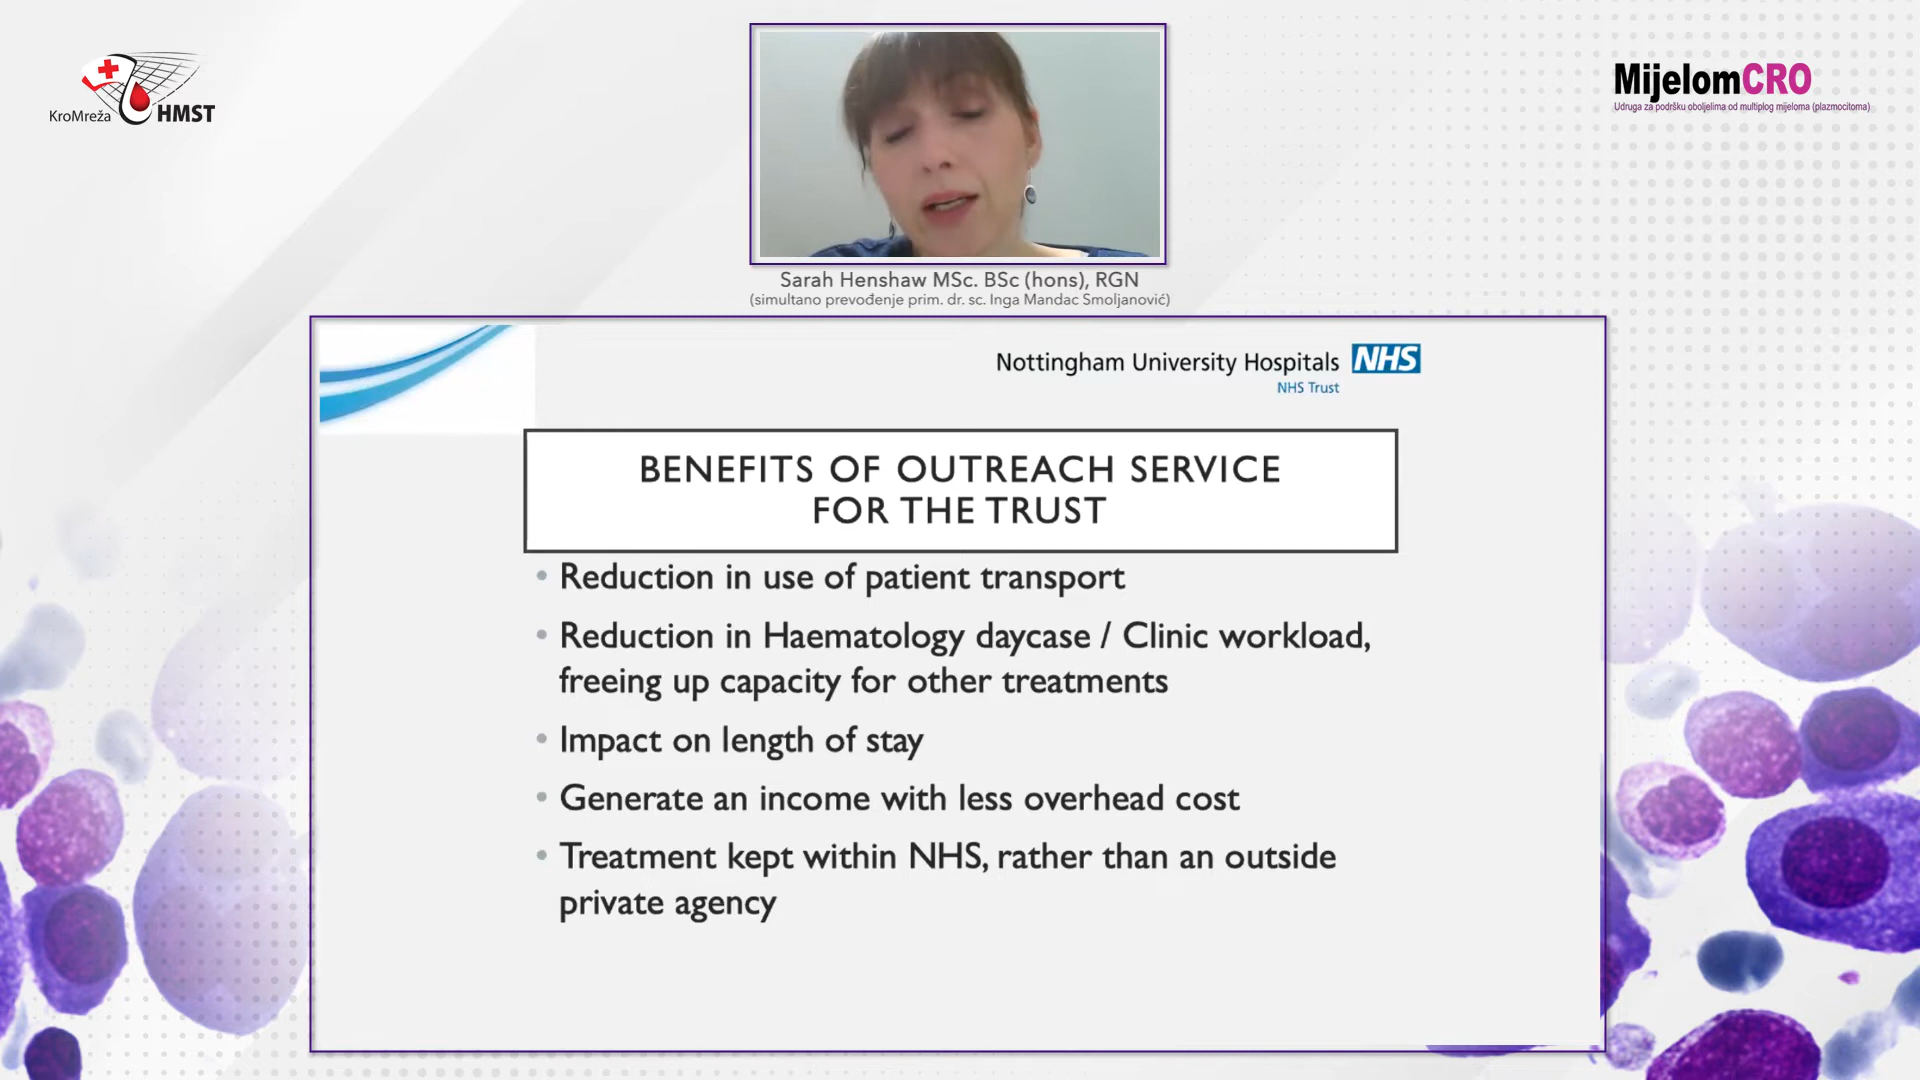 KroMreža HMST
MijelomCRO
Udruga za podršku oboljelima od multiplog mijeloma (plazmocitoma)
Sarah Henshaw MSc. BSc (hons), RGN
(simultano prevođenje prim. dr. sc. Inga Mandac Smoljanović)
Nottingham University Hospitals NHS
NHS Trust
BENEFITS OF OUTREACH SERVICE
FOR THE TRUST
• Reduction in use of patient transport
• Reduction in Haematology daycase / Clinic workload,
freeing up capacity for other treatments
• Impact on length of stay
• Generate an income with less overhead cost
• Treatment kept within NHS, rather than an outside
private agency